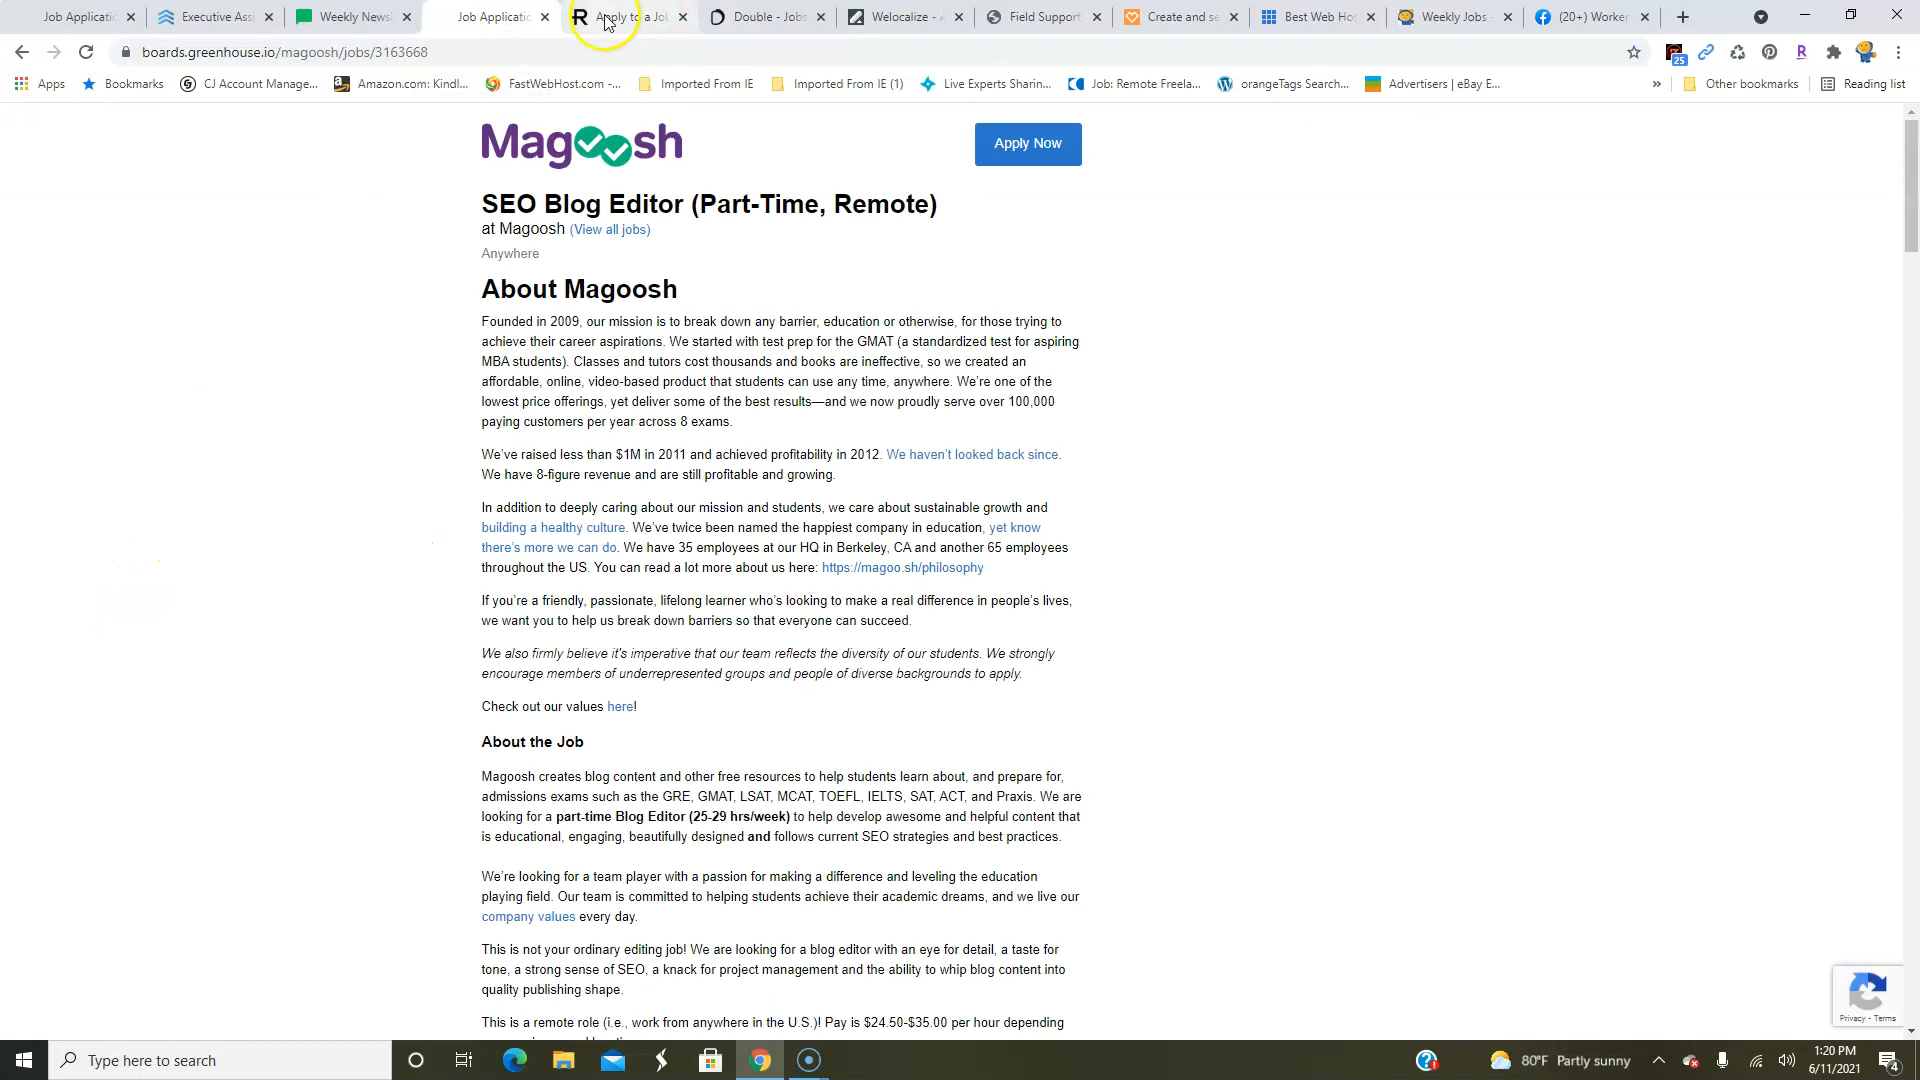 Job Applicatic
Executive Ass
Weekly News
Job Applicatic
Apply to a Jo
Double - Jobs
Welocalize - A
Field Support
Create and se
Best Web Ho
Weekly Jobs -
(20+) Worker
boards.greenhouse.io/magoosh/jobs/3163668
25
Apps
Bookmarks
CJ Account Manage...
Amazon.com: Kindl...
FastWebHost.com -...
Imported From IE
Imported From IE (1)
Live Experts Sharin...
Job: Remote Freela...
orangeTags Search...
Advertisers | eBay E...
»
Other bookmarks
Reading list
Magoosh
Apply Now
SEO Blog Editor (Part-Time, Remote)
at Magoosh (View all jobs)
Anywhere
About Magoosh
Founded in 2009, our mission is to break down any barrier, education or otherwise, for those trying to
achieve their career aspirations. We started with test prep for the GMAT (a standardized test for aspiring
MBA students). Classes and tutors cost thousands and books are ineffective, so we created an
affordable, online, video-based product that students can use any time, anywhere. We're one of the
lowest price offerings, yet deliver some of the best results—and we now proudly serve over 100,000
paying customers per year across 8 exams.
We've raised less than $1M in 2011 and achieved profitability in 2012. We haven't looked back since.
We have 8-figure revenue and are still profitable and growing.
In addition to deeply caring about our mission and students, we care about sustainable growth and
building a healthy culture. We've twice been named the happiest company in education, yet know
there's more we can do. We have 35 employees at our HQ in Berkeley, CA and another 65 employees
throughout the US. You can read a lot more about us here: https://magoo.sh/philosophy
If you're a friendly, passionate, lifelong learner who's looking to make a real difference in people's lives,
we want you to help us break down barriers so that everyone can succeed.
We also firmly believe it's imperative that our team reflects the diversity of our students. We strongly
encourage members of underrepresented groups and people of diverse backgrounds to apply.
Check out our values here!
About the Job
Magoosh creates blog content and other free resources to help students learn about, and prepare for,
admissions exams such as the GRE, GMAT, LSAT, MCAT, TOEFL, IELTS, SAT, ACT, and Praxis. We are
looking for a part-time Blog Editor (25-29 hrs/week) to help develop awesome and helpful content that
is educational, engaging, beautifully designed and follows current SEO strategies and best practices.
We're looking for a team player with a passion for making a difference and leveling the education
playing field. Our team is committed to helping students achieve their academic dreams, and we live our
company values every day.
This is not your ordinary editing job! We are looking for a blog editor with an eye for detail, a taste for
tone, a strong sense of SEO, a knack for project management and the ability to whip blog content into
quality publishing shape.
This is a remote role (i.e., work from anywhere in the U.S.)! Pay is $24.50-$35.00 per hour depending
Privacy - Terms
Type here to search
80°F Partly sunny
1:20 PM
6/11/2021
4